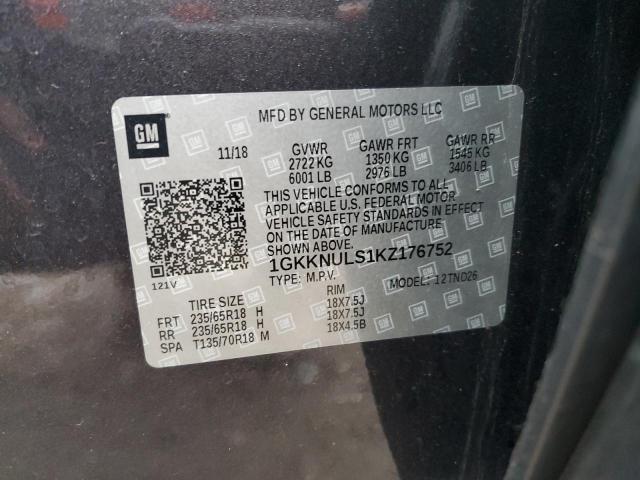 GM
MFD BY GENERAL MOTORS LLC
11/18 GVWR GAWR FRT GAWR RR
2722 KG 1350 KG 1545 KG
6001 LB 2976 LB 3406 LB
THIS VEHICLE CONFORMS TO ALL
APPLICABLE U.S. FEDERAL MOTOR
VEHICLE SAFETY STANDARDS IN EFFECT
ON THE DATE OF MANUFACTURE
SHOWN ABOVE.
1GKKNULS1KZ176752
121V TYPE: M.P.V. MODEL: 12TND26
TIRE SIZE RIM
FRT 235/65R18 H 18X7.5J
RR 235/65R18 H 18X7.5J
SPA T135/70R18 M 18X4.5B